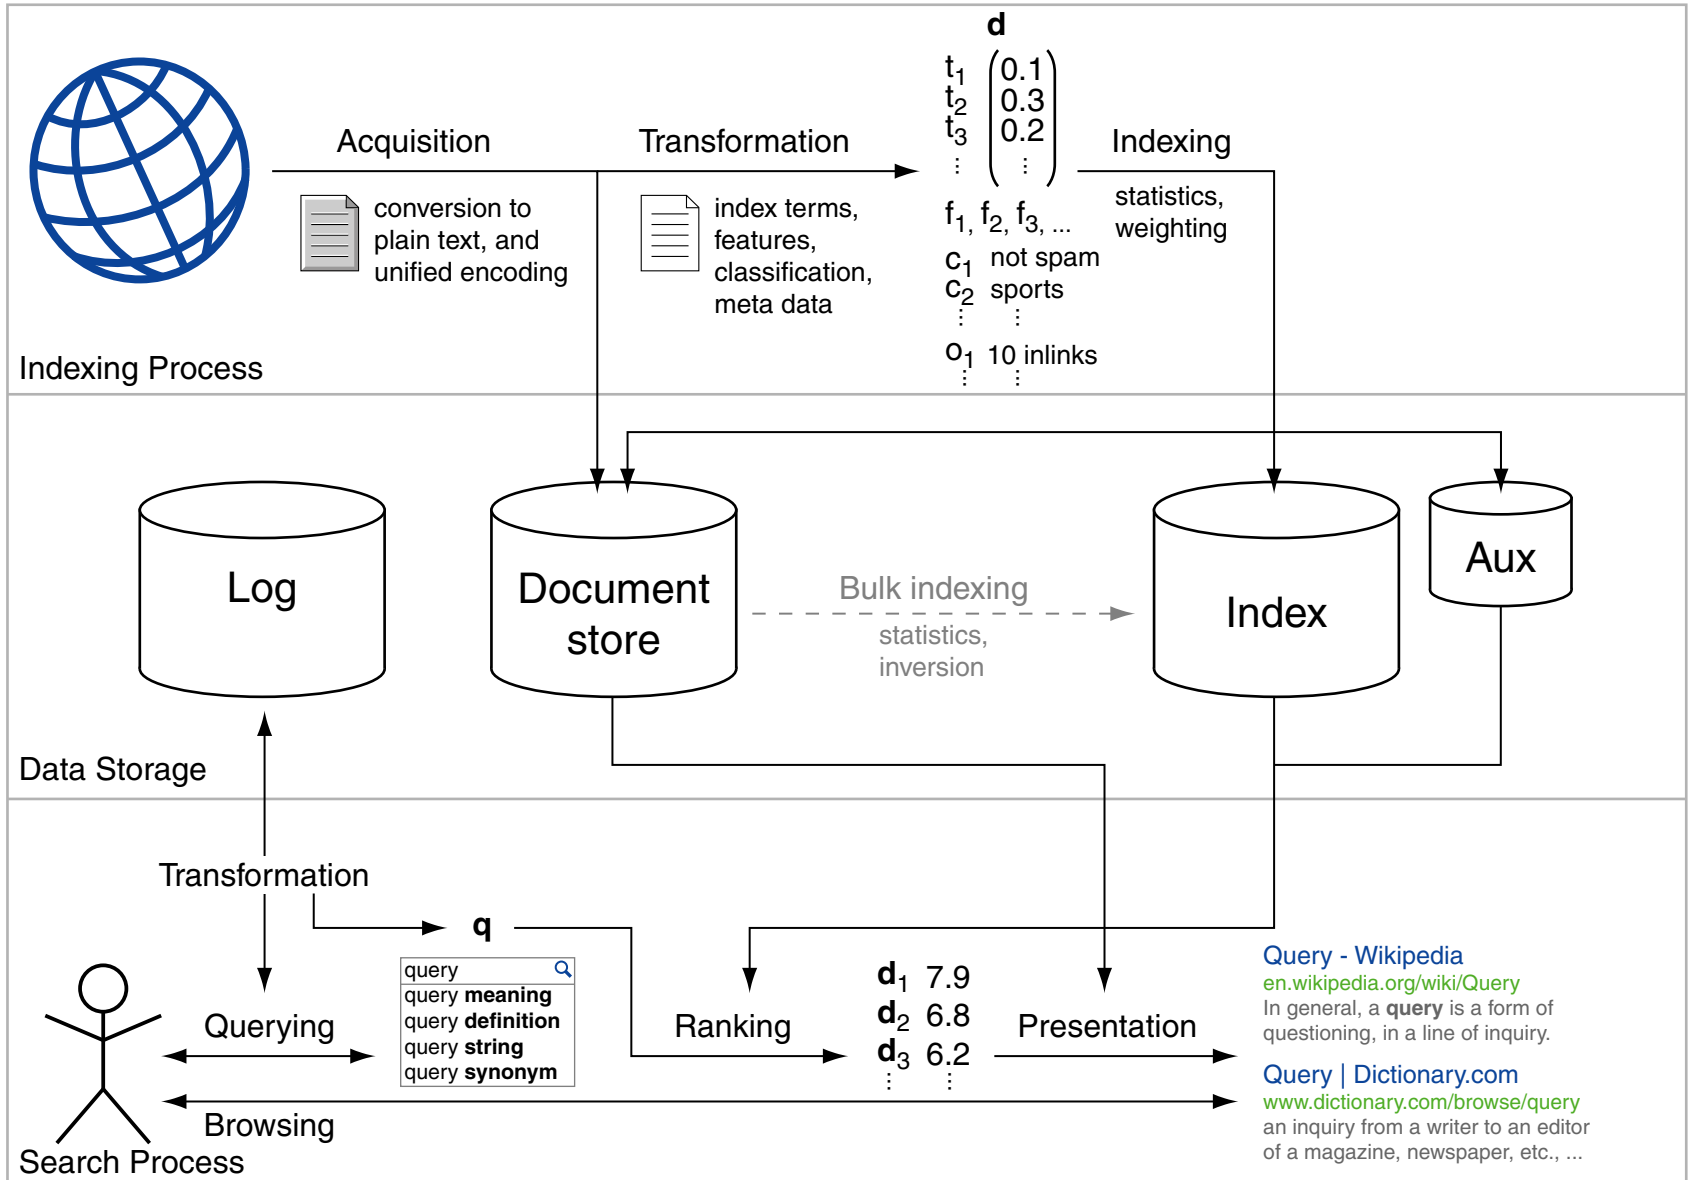 d
t1 0.1
t2 0.3
t3 0.2
⋮ ⋮
Acquisition
conversion to
plain text, and
unified encoding
Transformation
index terms,
features,
classification,
meta data
f1, f2, f3, ...
c1 not spam
c2 sports
⋮ ⋮
o1 10 inlinks
⋮ ⋮
Indexing
statistics,
weighting
Indexing Process
Log
Document
store
Bulk indexing
statistics,
inversion
Index
Aux
Data Storage
Transformation
q
Querying
query
query meaning
query definition
query string
query synonym
Ranking
d1 7.9
d2 6.8
d3 6.2
⋮ ⋮
Presentation
Query - Wikipedia
en.wikipedia.org/wiki/Query
In general, a query is a form of
questioning, in a line of inquiry.
Query | Dictionary.com
www.dictionary.com/browse/query
an inquiry from a writer to an editor
of a magazine, newspaper, etc., ...
Browsing
Search Process